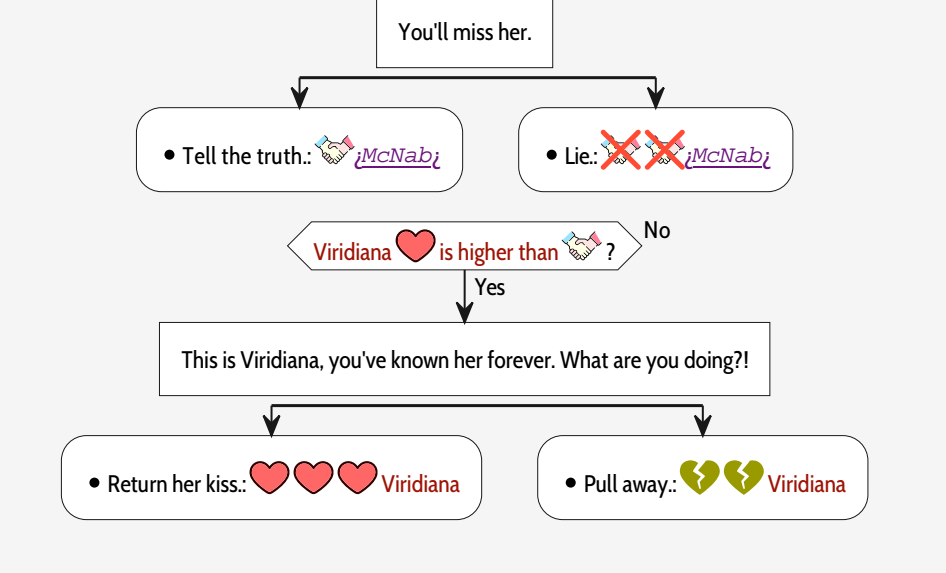 You'll miss her.
• Tell the truth.: ¿McNab¿
• Lie.: ¿McNab¿
No
Viridiana is higher than ?
Yes
This is Viridiana, you've known her forever. What are you doing?!
• Return her kiss.: Viridiana
• Pull away.: Viridiana